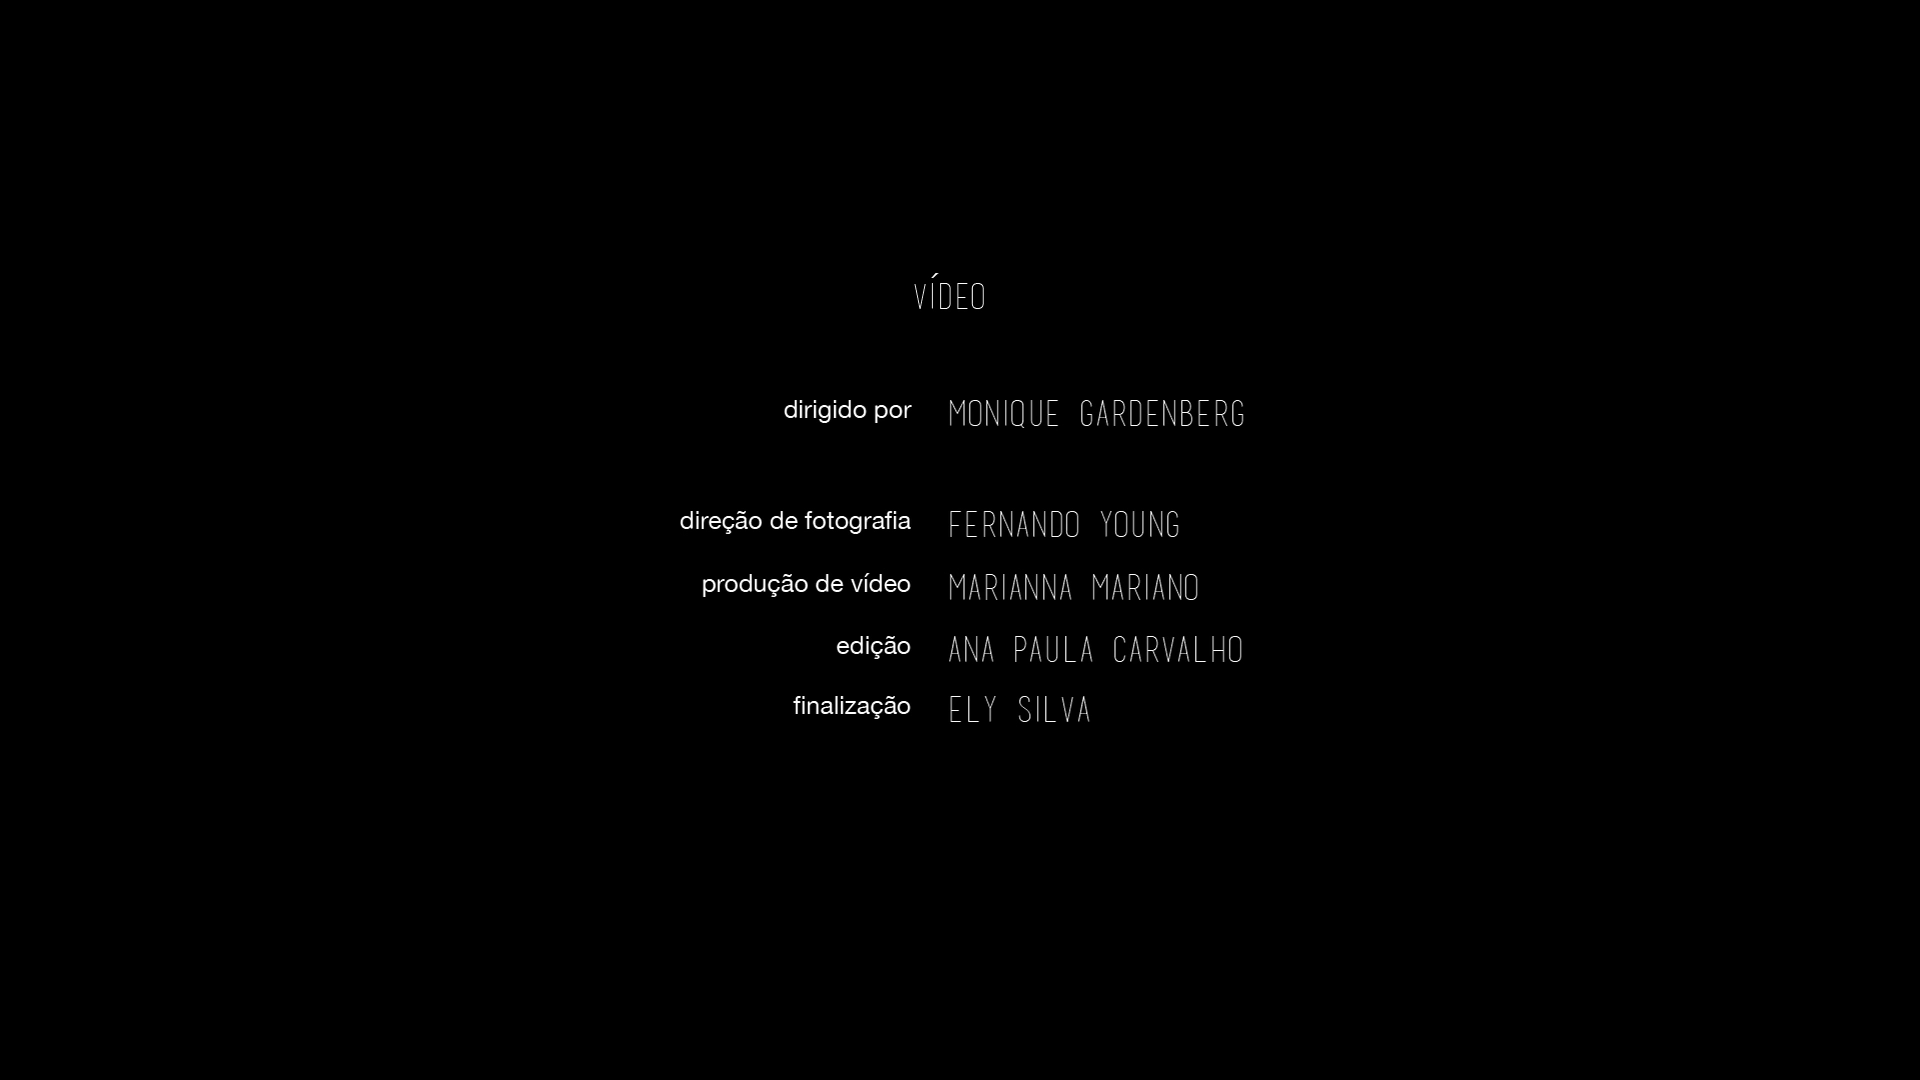 VÍDEO
dirigido por MONIQUE GARDENBERG
direção de fotografia FERNANDO YOUNG
produção de vídeo MARIANNA MARIANO
edição ANA PAULA CARVALHO
finalização ELY SILVA